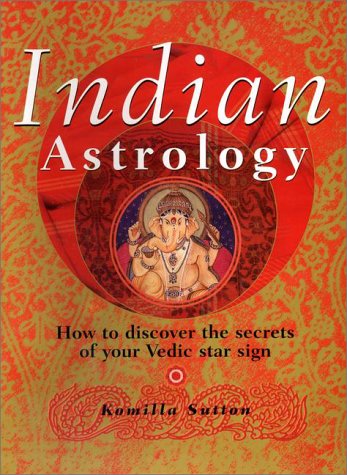 Indian
Astrology
How to discover the secrets
of your Vedic star sign
Komilla Sutton